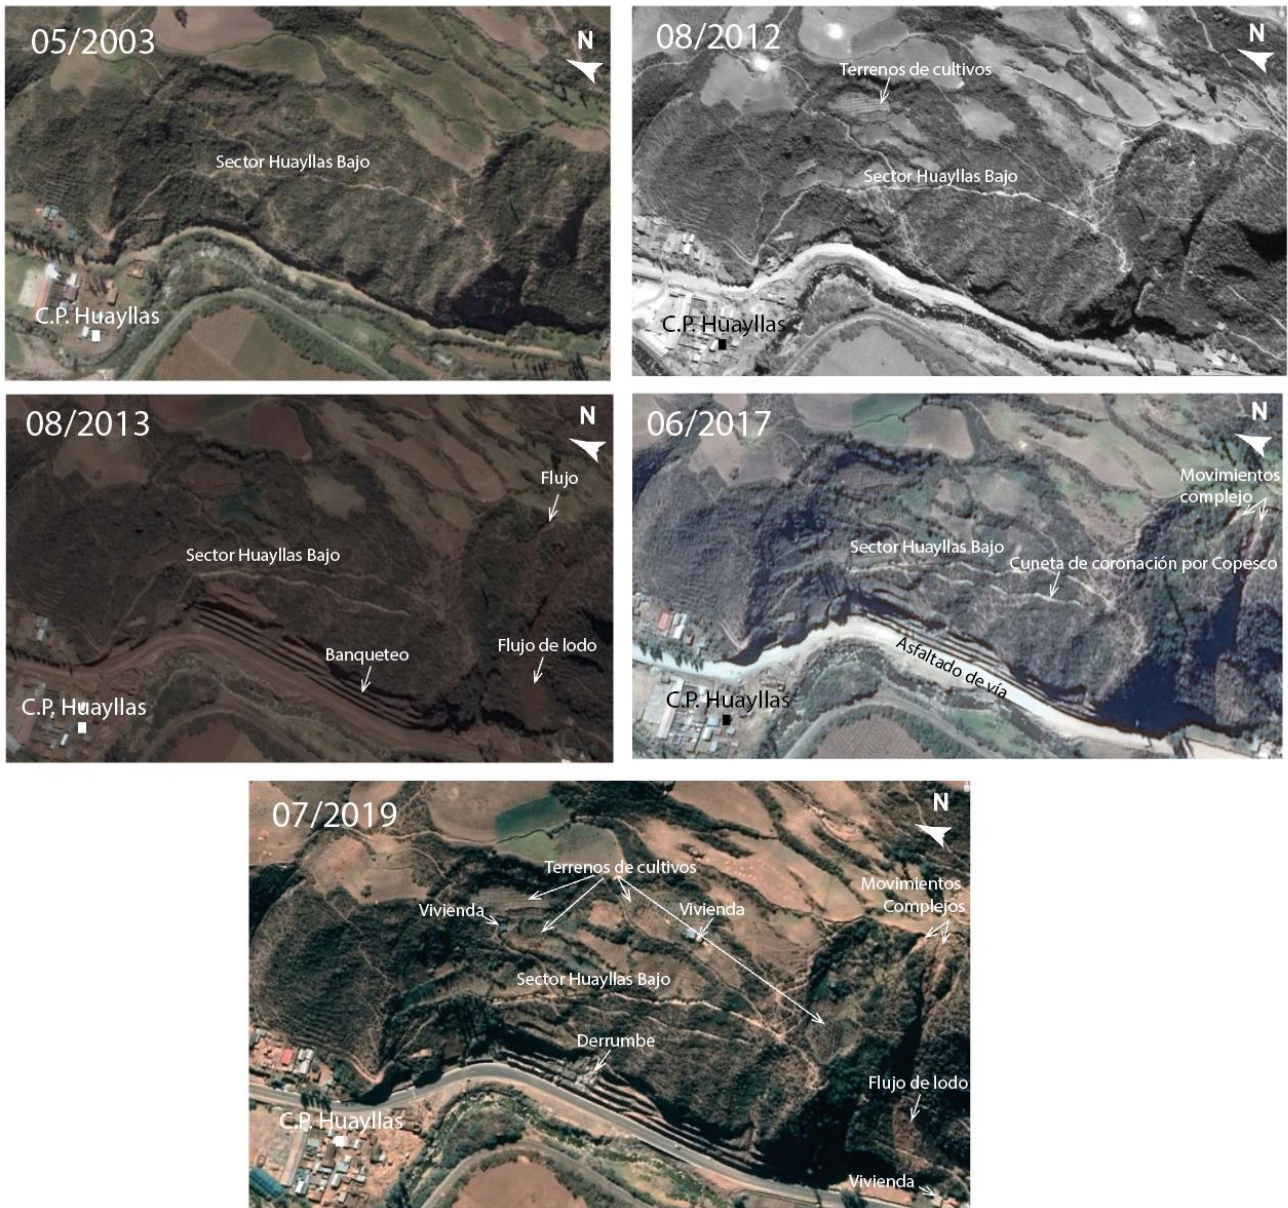 05/2003
N
Sector Huayllas Bajo
C.P. Huayllas
08/2012
N
Terrenos de cultivos
Sector Huayllas Bajo
C.P. Huayllas
08/2013
N
Flujo
Sector Huayllas Bajo
Banqueteo
Flujo de lodo
C.P. Huayllas
06/2017
N
Movimientos
complejo
Sector Huayllas Bajo
Cuneta de coronación por Copesco
Asfaltado de vía
C.P. Huayllas
07/2019
N
Terrenos de cultivos
Movimientos
Complejos
Vivienda
Vivienda
Sector Huayllas Bajo
Derrumbe
Flujo de lodo
C.P. Huayllas
Vivienda